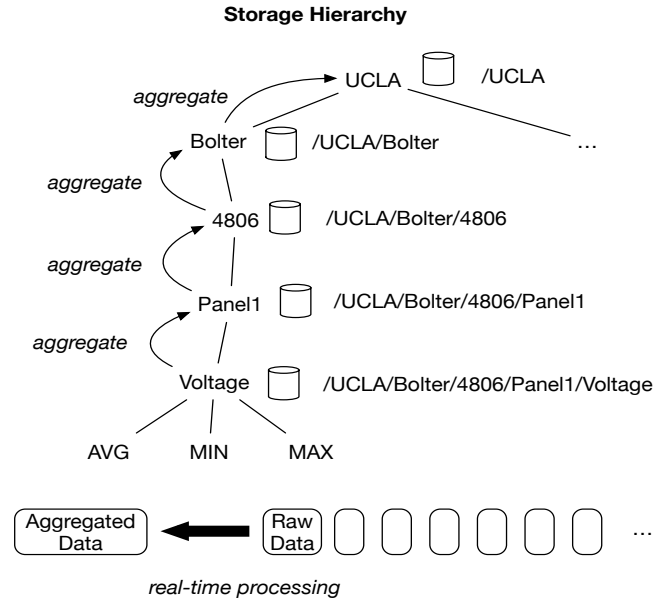 Storage Hierarchy
UCLA
/UCLA
aggregate
Bolter
/UCLA/Bolter
...
aggregate
4806
/UCLA/Bolter/4806
aggregate
Panel1
/UCLA/Bolter/4806/Panel1
aggregate
Voltage
/UCLA/Bolter/4806/Panel1/Voltage
AVG
MIN
MAX
Aggregated
Data
Raw
Data
...
real-time processing